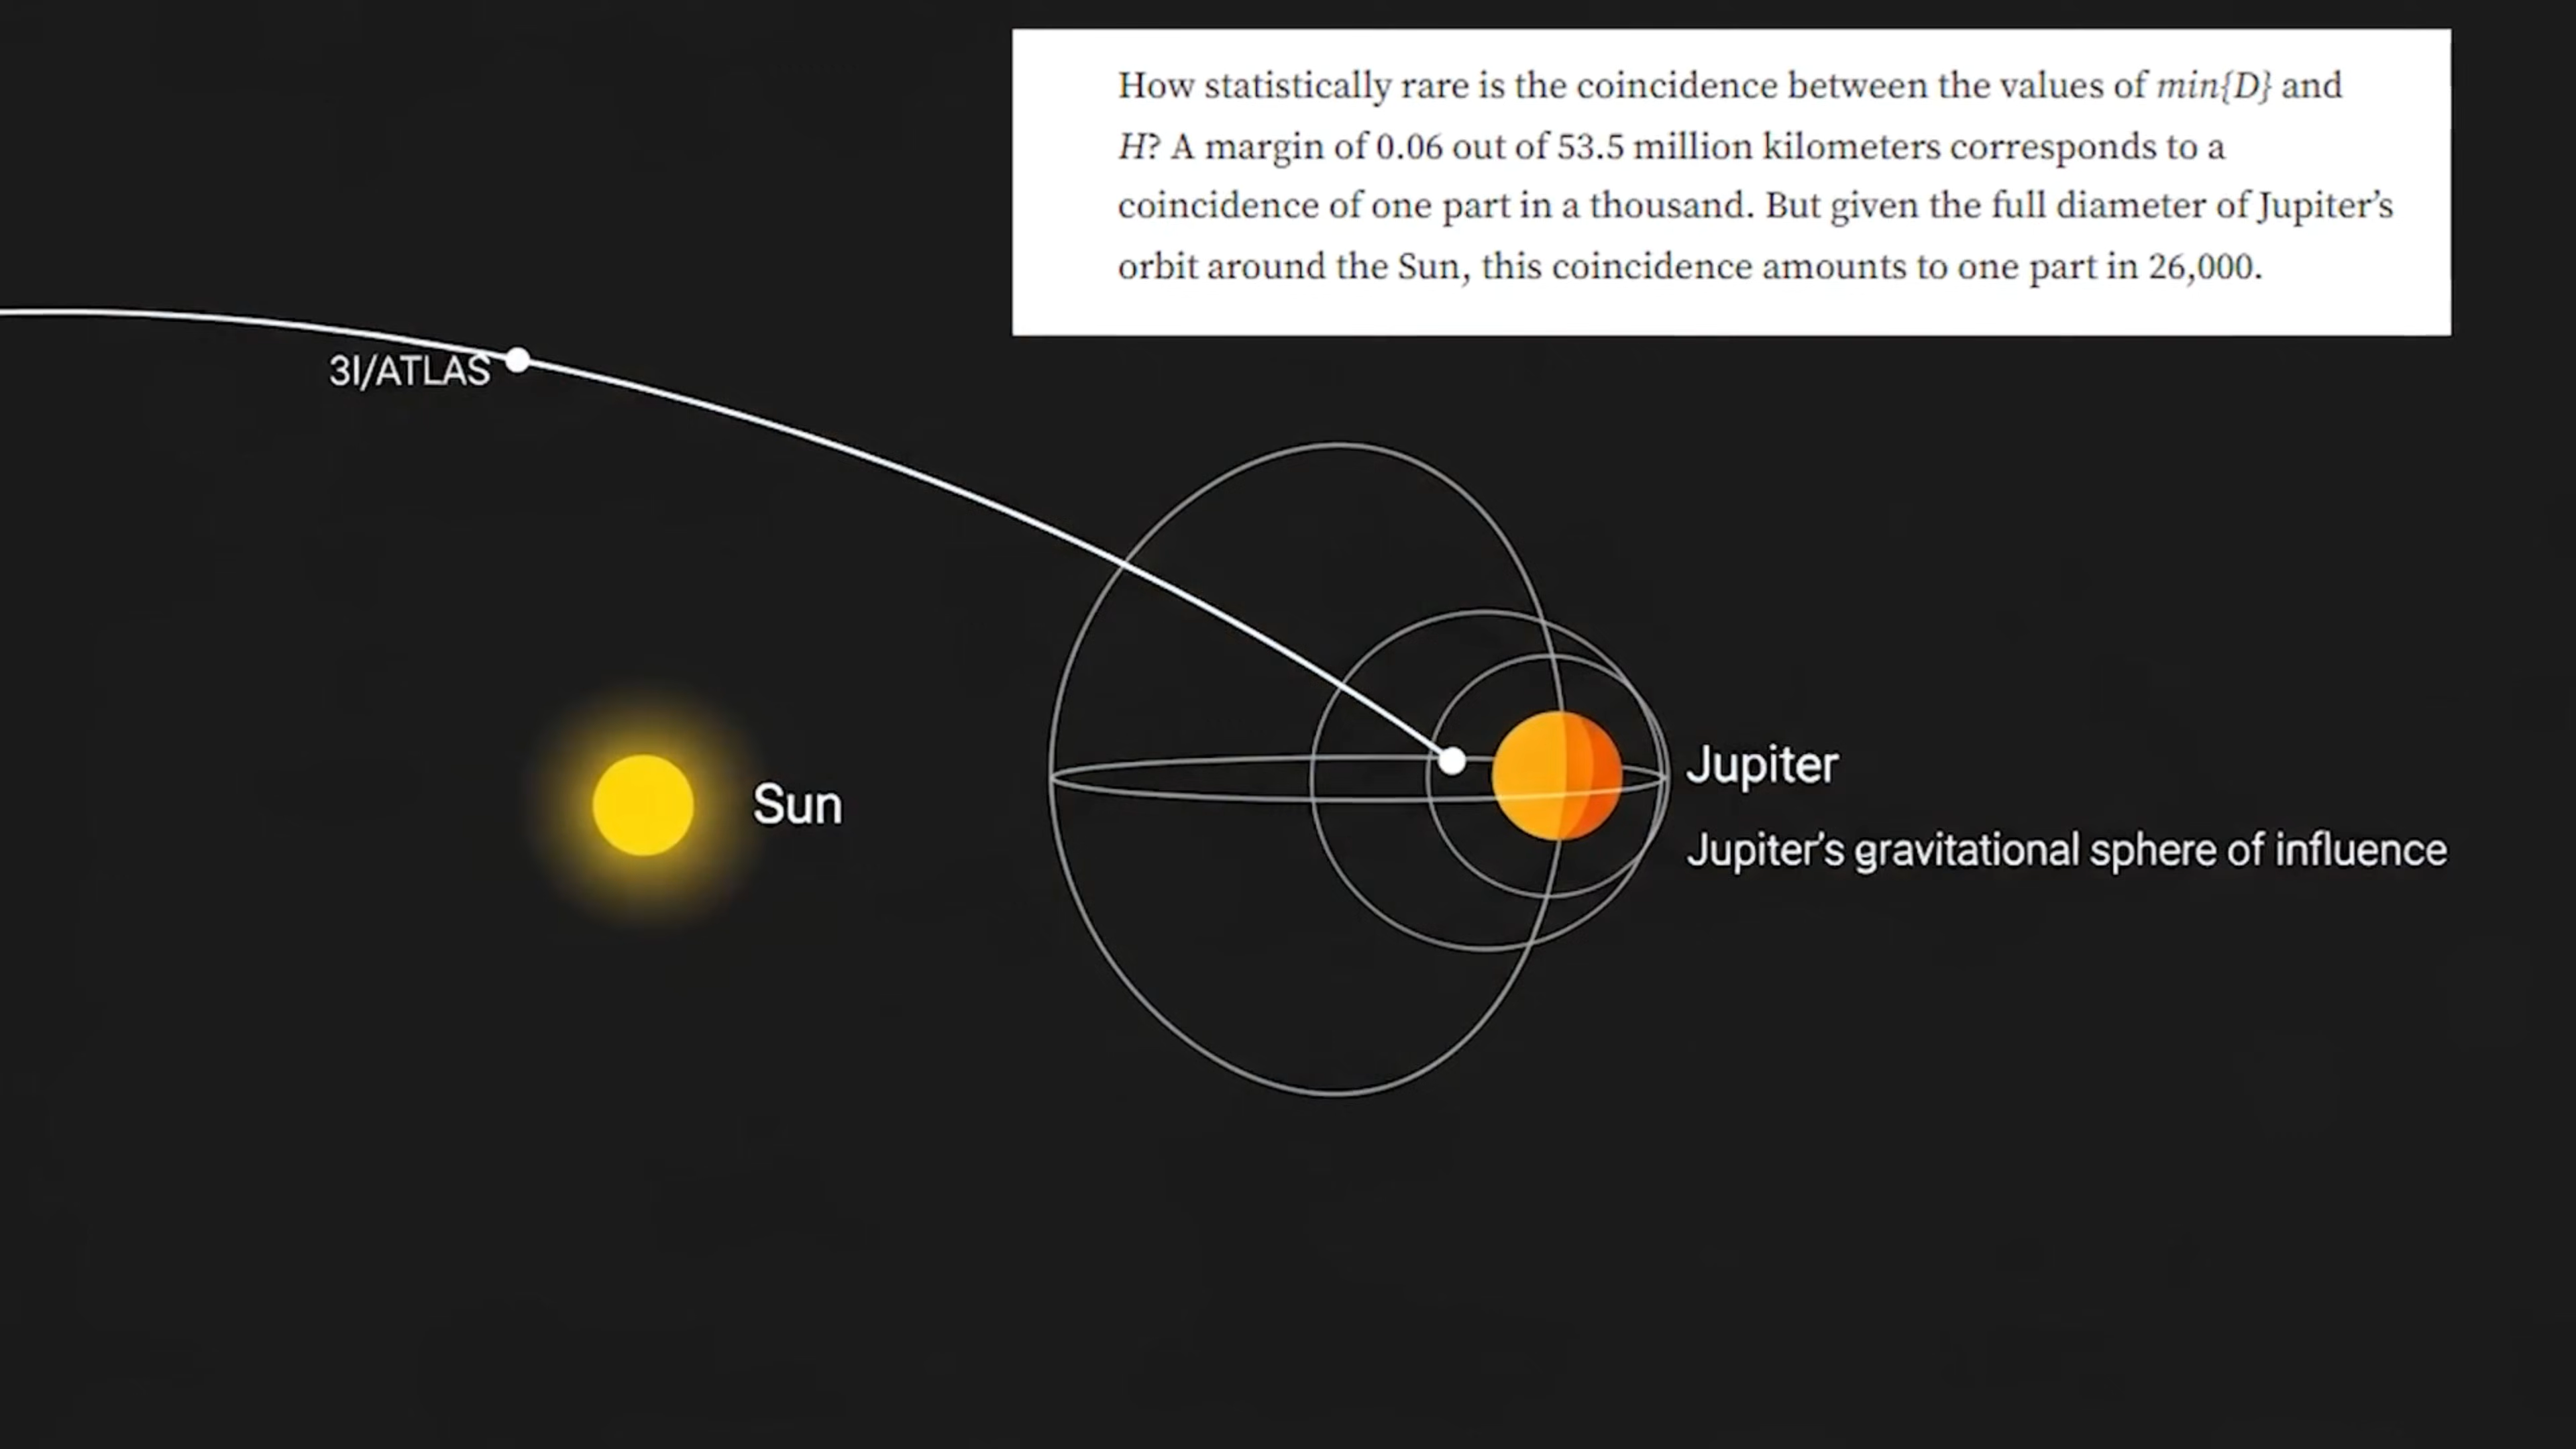 How statistically rare is the coincidence between the values of min{D} and
H? A margin of 0.06 out of 53.5 million kilometers corresponds to a
coincidence of one part in a thousand. But given the full diameter of Jupiter’s
orbit around the Sun, this coincidence amounts to one part in 26,000.
3I/ATLAS
Sun
Jupiter
Jupiter's gravitational sphere of influence